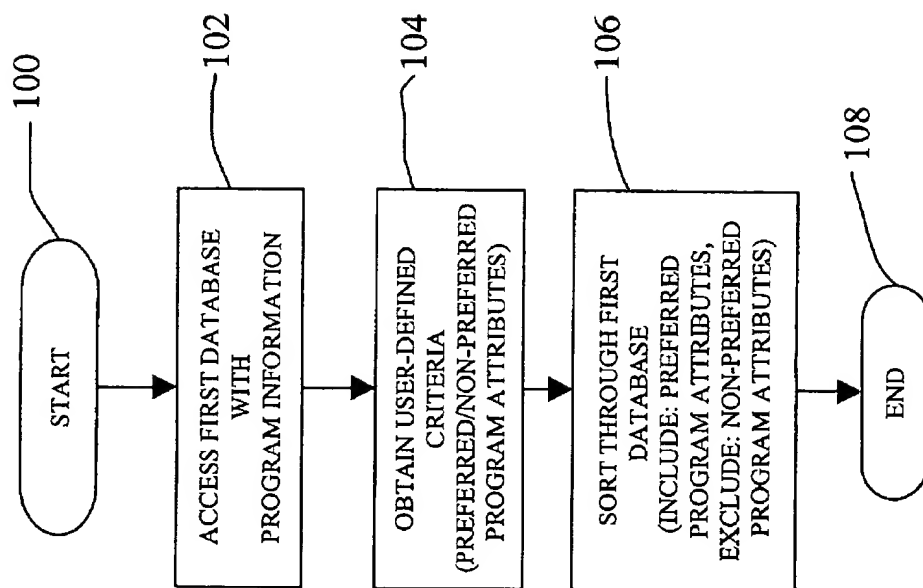 START
100
ACCESS FIRST DATABASE
WITH
PROGRAM INFORMATION
102
OBTAIN USER-DEFINED
CRITERIA
(PREFERRED/NON-PREFERRED
PROGRAM ATTRIBUTES)
104
SORT THROUGH FIRST
DATABASE
(INCLUDE: PREFERRED
PROGRAM ATTRIBUTES,
EXCLUDE: NON-PREFERRED
PROGRAM ATTRIBUTES)
106
END
108